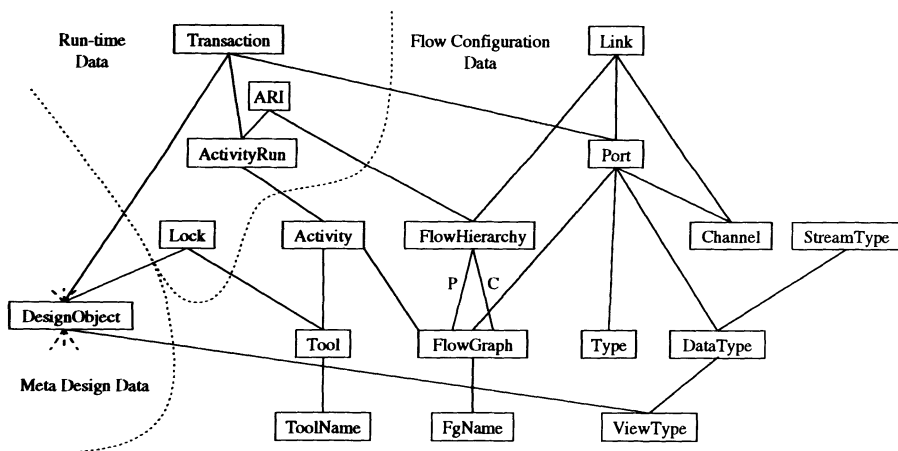 Run-time
Data
Transaction
Flow Configuration
Data
Link
ARI
ActivityRun
Port
Lock
Activity
FlowHierarchy
Channel
StreamType
P
C
DesignObject
Tool
FlowGraph
Type
DataType
Meta Design Data
ToolName
FgName
ViewType